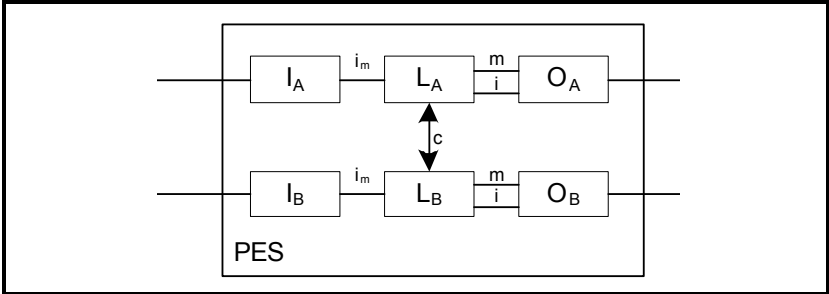 i_m m
I_A L_A O_A
i
c
i_m m
I_B L_B O_B
i
PES